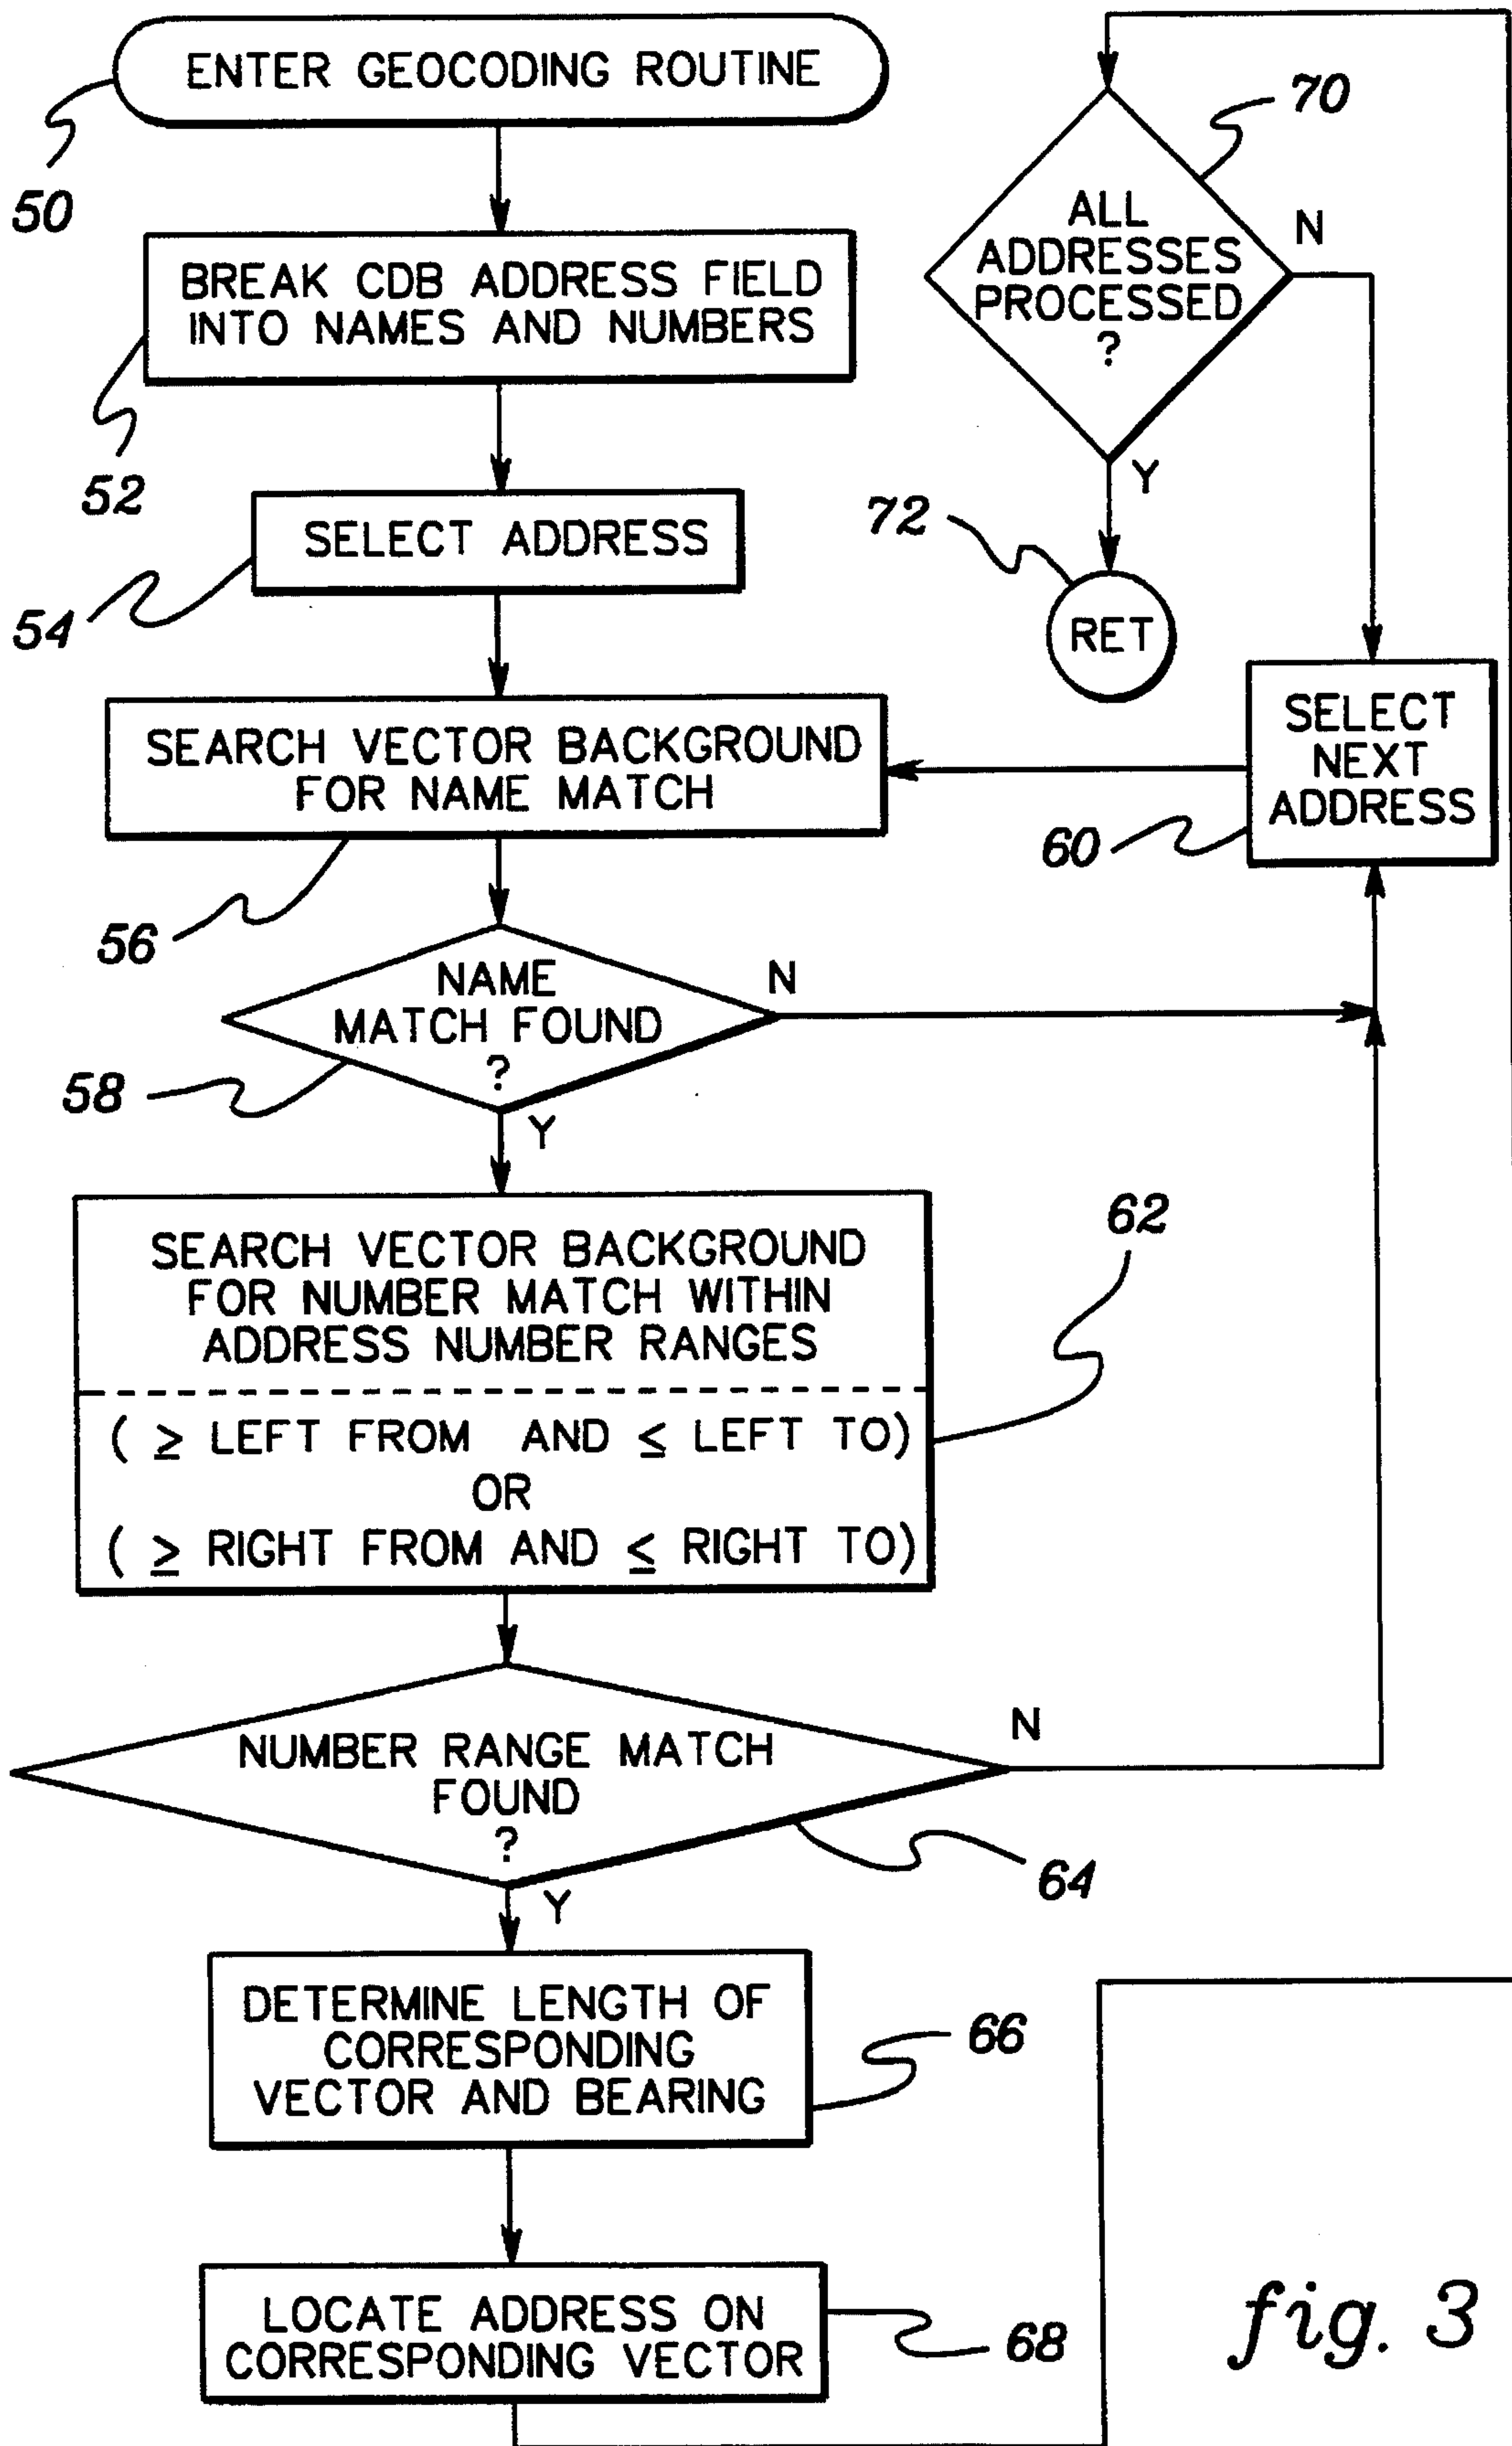 ENTER GEOCODING ROUTINE
50
BREAK CDB ADDRESS FIELD
INTO NAMES AND NUMBERS
52
SELECT ADDRESS
54
SEARCH VECTOR BACKGROUND
FOR NAME MATCH
56
NAME
MATCH FOUND
?
N
Y
58
SEARCH VECTOR BACKGROUND
FOR NUMBER MATCH WITHIN
ADDRESS NUMBER RANGES
( ≥ LEFT FROM AND ≤ LEFT TO)
OR
( ≥ RIGHT FROM AND ≤ RIGHT TO)
62
NUMBER RANGE MATCH
FOUND
?
N
Y
64
DETERMINE LENGTH OF
CORRESPONDING
VECTOR AND BEARING
66
LOCATE ADDRESS ON
CORRESPONDING VECTOR
68
70
ALL
ADDRESSES
PROCESSED
?
N
Y
72
RET
SELECT
NEXT
ADDRESS
60
fig. 3